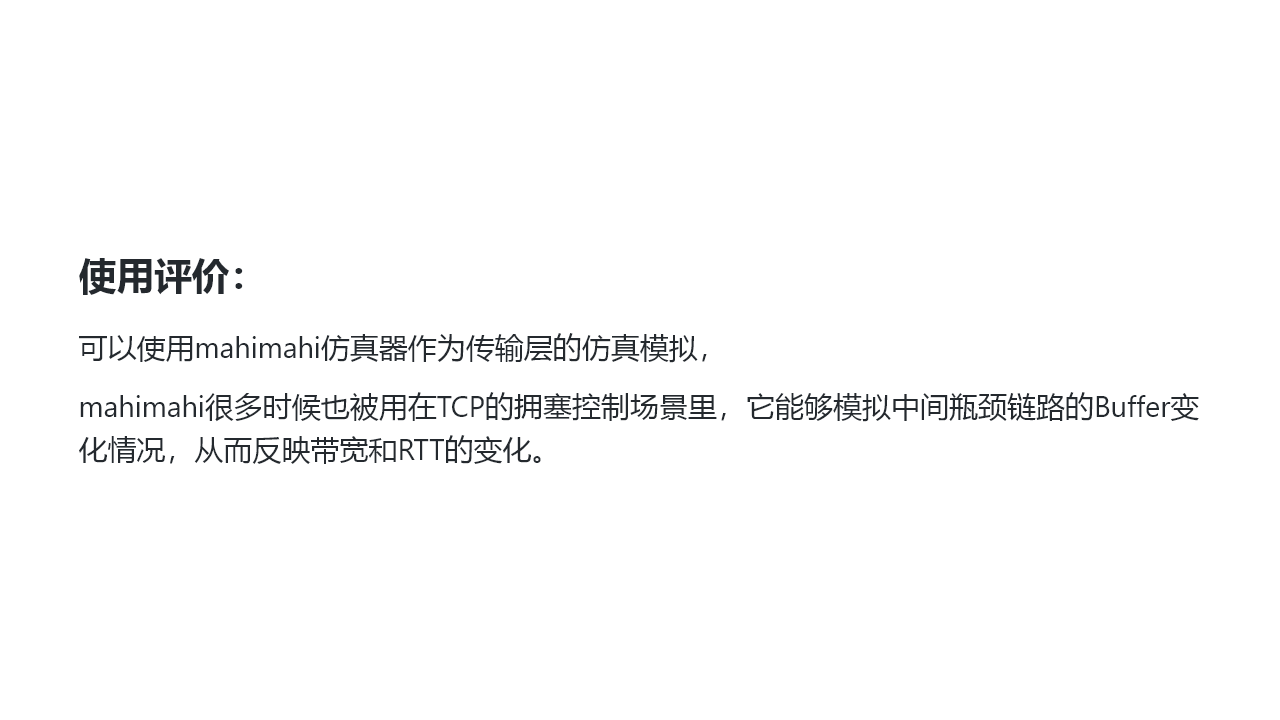 使用评价：
可以使用mahimahi仿真器作为传输层的仿真模拟，
mahimahi很多时候也被用在TCP的拥塞控制场景里，它能够模拟中间瓶颈链路的Buffer变
化情况，从而反映带宽和RTT的变化。